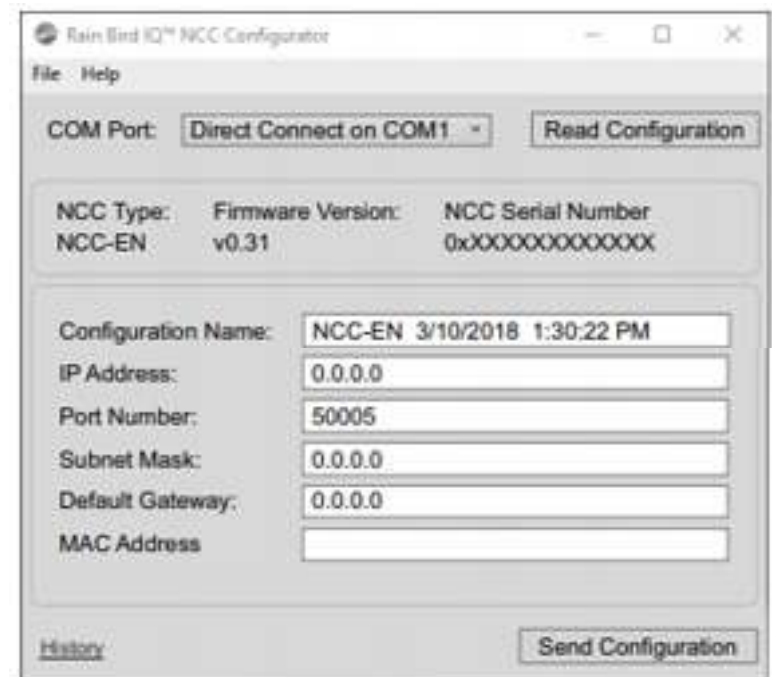 Rain Bird IQ™ NCC Configurator
File Help
COM Port: Direct Connect on COM1 Read Configuration
NCC Type: Firmware Version: NCC Serial Number
NCC-EN v0.31 0xXXXXXXXXXXXX
Configuration Name: NCC-EN 3/10/2018 1:30:22 PM
IP Address: 0.0.0.0
Port Number: 50005
Subnet Mask: 0.0.0.0
Default Gateway: 0.0.0.0
MAC Address
History Send Configuration